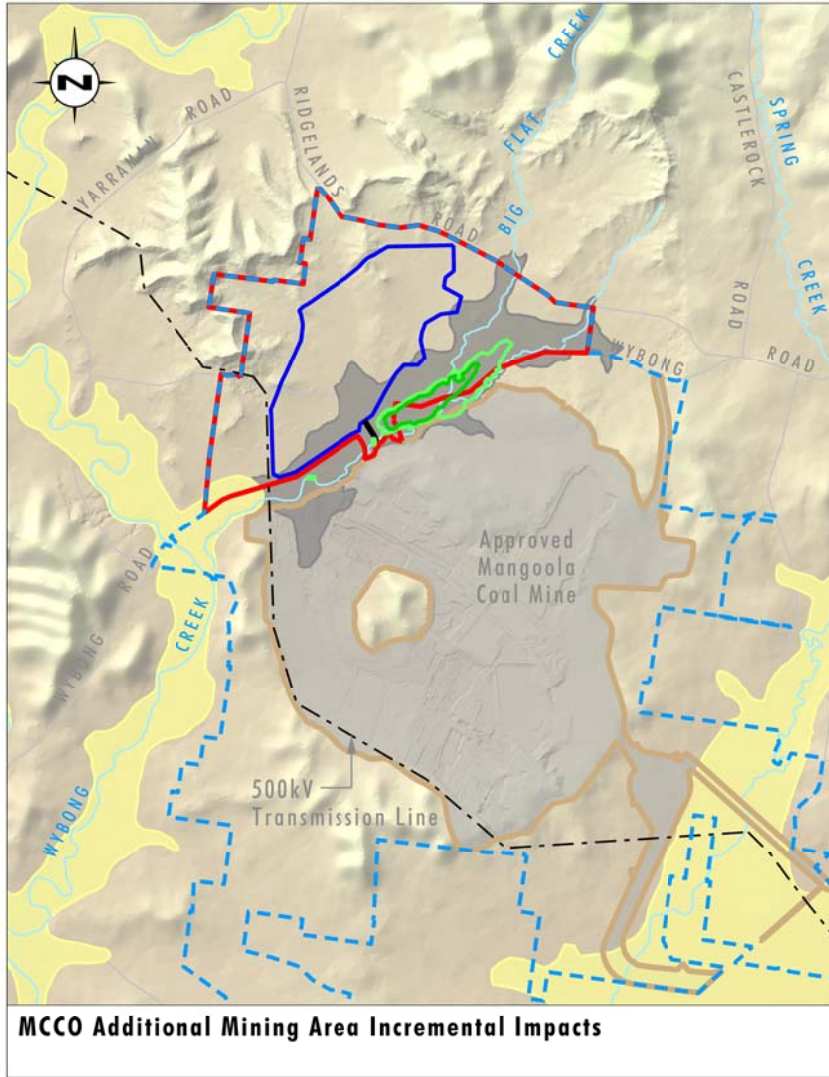 N
YARRAMAN ROAD
RIDGELANDS
ROAD
BIG FLAT CREEK
CASTLEROCK
ROAD
SPRING
CREEK
WYBONG ROAD
Approved
Mangoola
Coal Mine
WYBONG ROAD
WYBONG CREEK
500kV
Transmission Line
MCCO Additional Mining Area Incremental Impacts